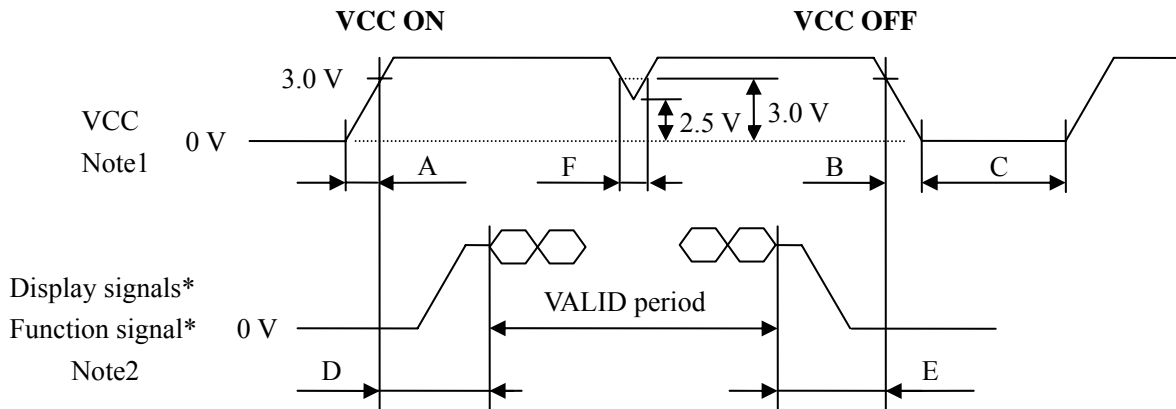 VCC ON
VCC OFF
3.0 V
2.5 V
3.0 V
VCC
0 V
Note1
A
F
B
C
Display signals*
VALID period
Function signal*
0 V
Note2
D
E